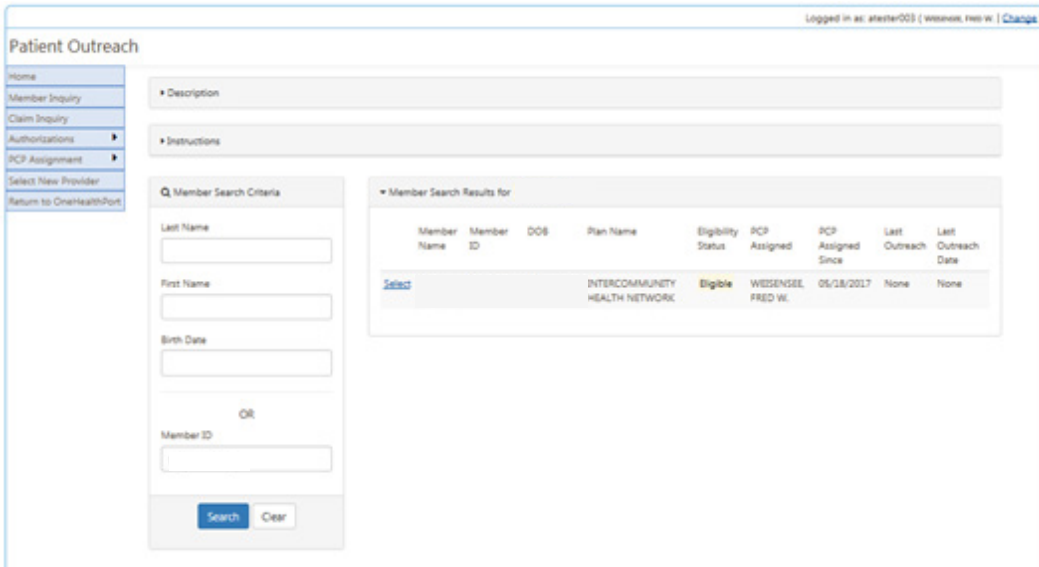 Logged in as: atester003 ( WEISENSEE, FRED W. | Change
Patient Outreach
Home
Member Inquiry
Claim Inquiry
Authorizations
PCP Assignment
Select New Provider
Return to OneHealthPort
Description
Instructions
Member Search Criteria
Last Name
First Name
Birth Date
OR
Member ID
Search Clear
Member Search Results for
Member Name Member ID DOB Plan Name Eligibility Status PCP Assigned PCP Assigned Since Last Outreach Last Outreach Date
Select INTERCOMMUNITY HEALTH NETWORK Eligible WEISENSEE, FRED W. 05/18/2017 None None